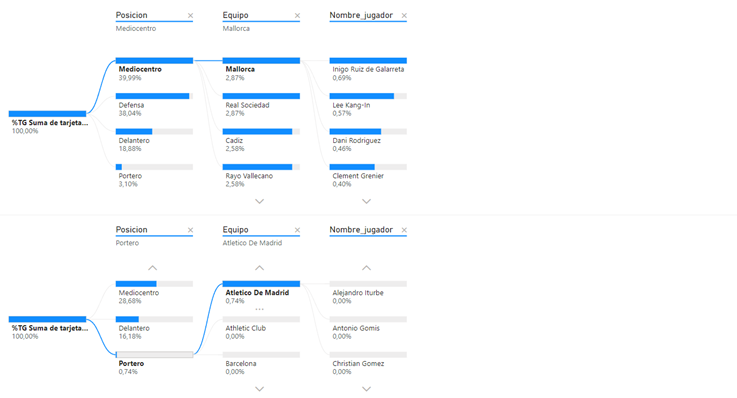 Posicion
Mediocentro
Equipo
Mallorca
Nombre_jugador
Mediocentro
39,99%
Mallorca
2,87%
Inigo Ruiz de Galarreta
0,69%
Defensa
38,04%
Real Sociedad
2,87%
Lee Kang-In
0,57%
%TG Suma de tarjeta...
100,00%
Delantero
18,88%
Cadiz
2,58%
Dani Rodriguez
0,46%
Portero
3,10%
Rayo Vallecano
2,58%
Clement Grenier
0,40%
Posicion
Portero
Equipo
Atletico De Madrid
Nombre_jugador
Mediocentro
28,68%
Atletico De Madrid
0,74%
Alejandro Iturbe
0,00%
%TG Suma de tarjeta...
100,00%
Delantero
16,18%
Athletic Club
0,00%
Antonio Gomis
0,00%
Portero
0,74%
Barcelona
0,00%
Christian Gomez
0,00%